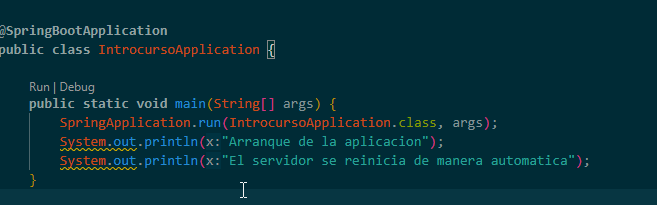 @SpringBootApplication
public class IntrocursoApplication {
Run | Debug
public static void main(String[] args) {
SpringApplication.run(IntrocursoApplication.class, args);
System.out.println(x:"Arranque de la aplicacion");
System.out.println(x:"El servidor se reinicia de manera automatica");
}